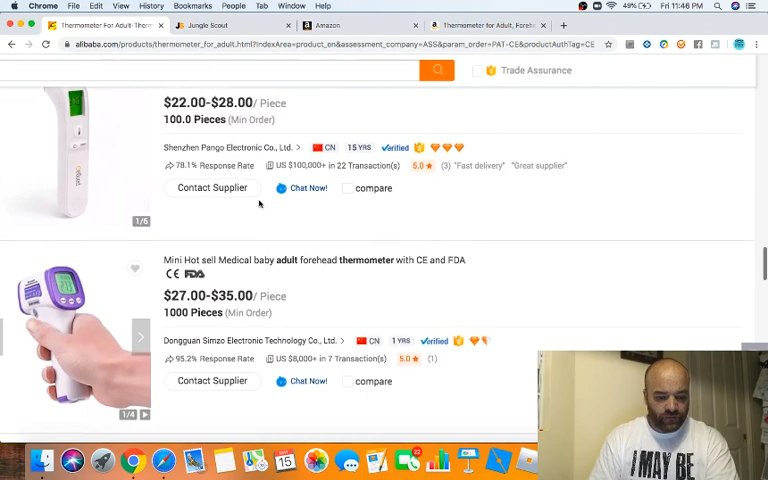 Chrome File Edit View History Bookmarks People Tab Window Help 49% Fri 11:46 PM
Thermometer For Adult-Therm Jungle Scout Amazon Thermometer for Adult, Foreh
alibaba.com/products/thermometer_for_adult.html?IndexArea=product_en&assessment_company=ASS&param_order=PAT-CE&productAuthTag=CE
Trade Assurance
$22.00-$28.00 / Piece
100.0 Pieces (Min Order)
Shenzhen Pango Electronic Co., Ltd. > CN 15 YRS Verified
78.1% Response Rate US $100,000+ in 22 Transaction(s) 5.0 (3) "Fast delivery" "Great supplier"
Contact Supplier Chat Now! compare
1/6
Mini Hot sell Medical baby adult forehead thermometer with CE and FDA
CE FDA
$27.00-$35.00 / Piece
1000 Pieces (Min Order)
Dongguan Simzo Electronic Technology Co., Ltd. > CN 1 YRS Verified
95.2% Response Rate US $8,000+ in 7 Transaction(s) 5.0 (1)
Contact Supplier Chat Now! compare
1/4
I MAY BE
15